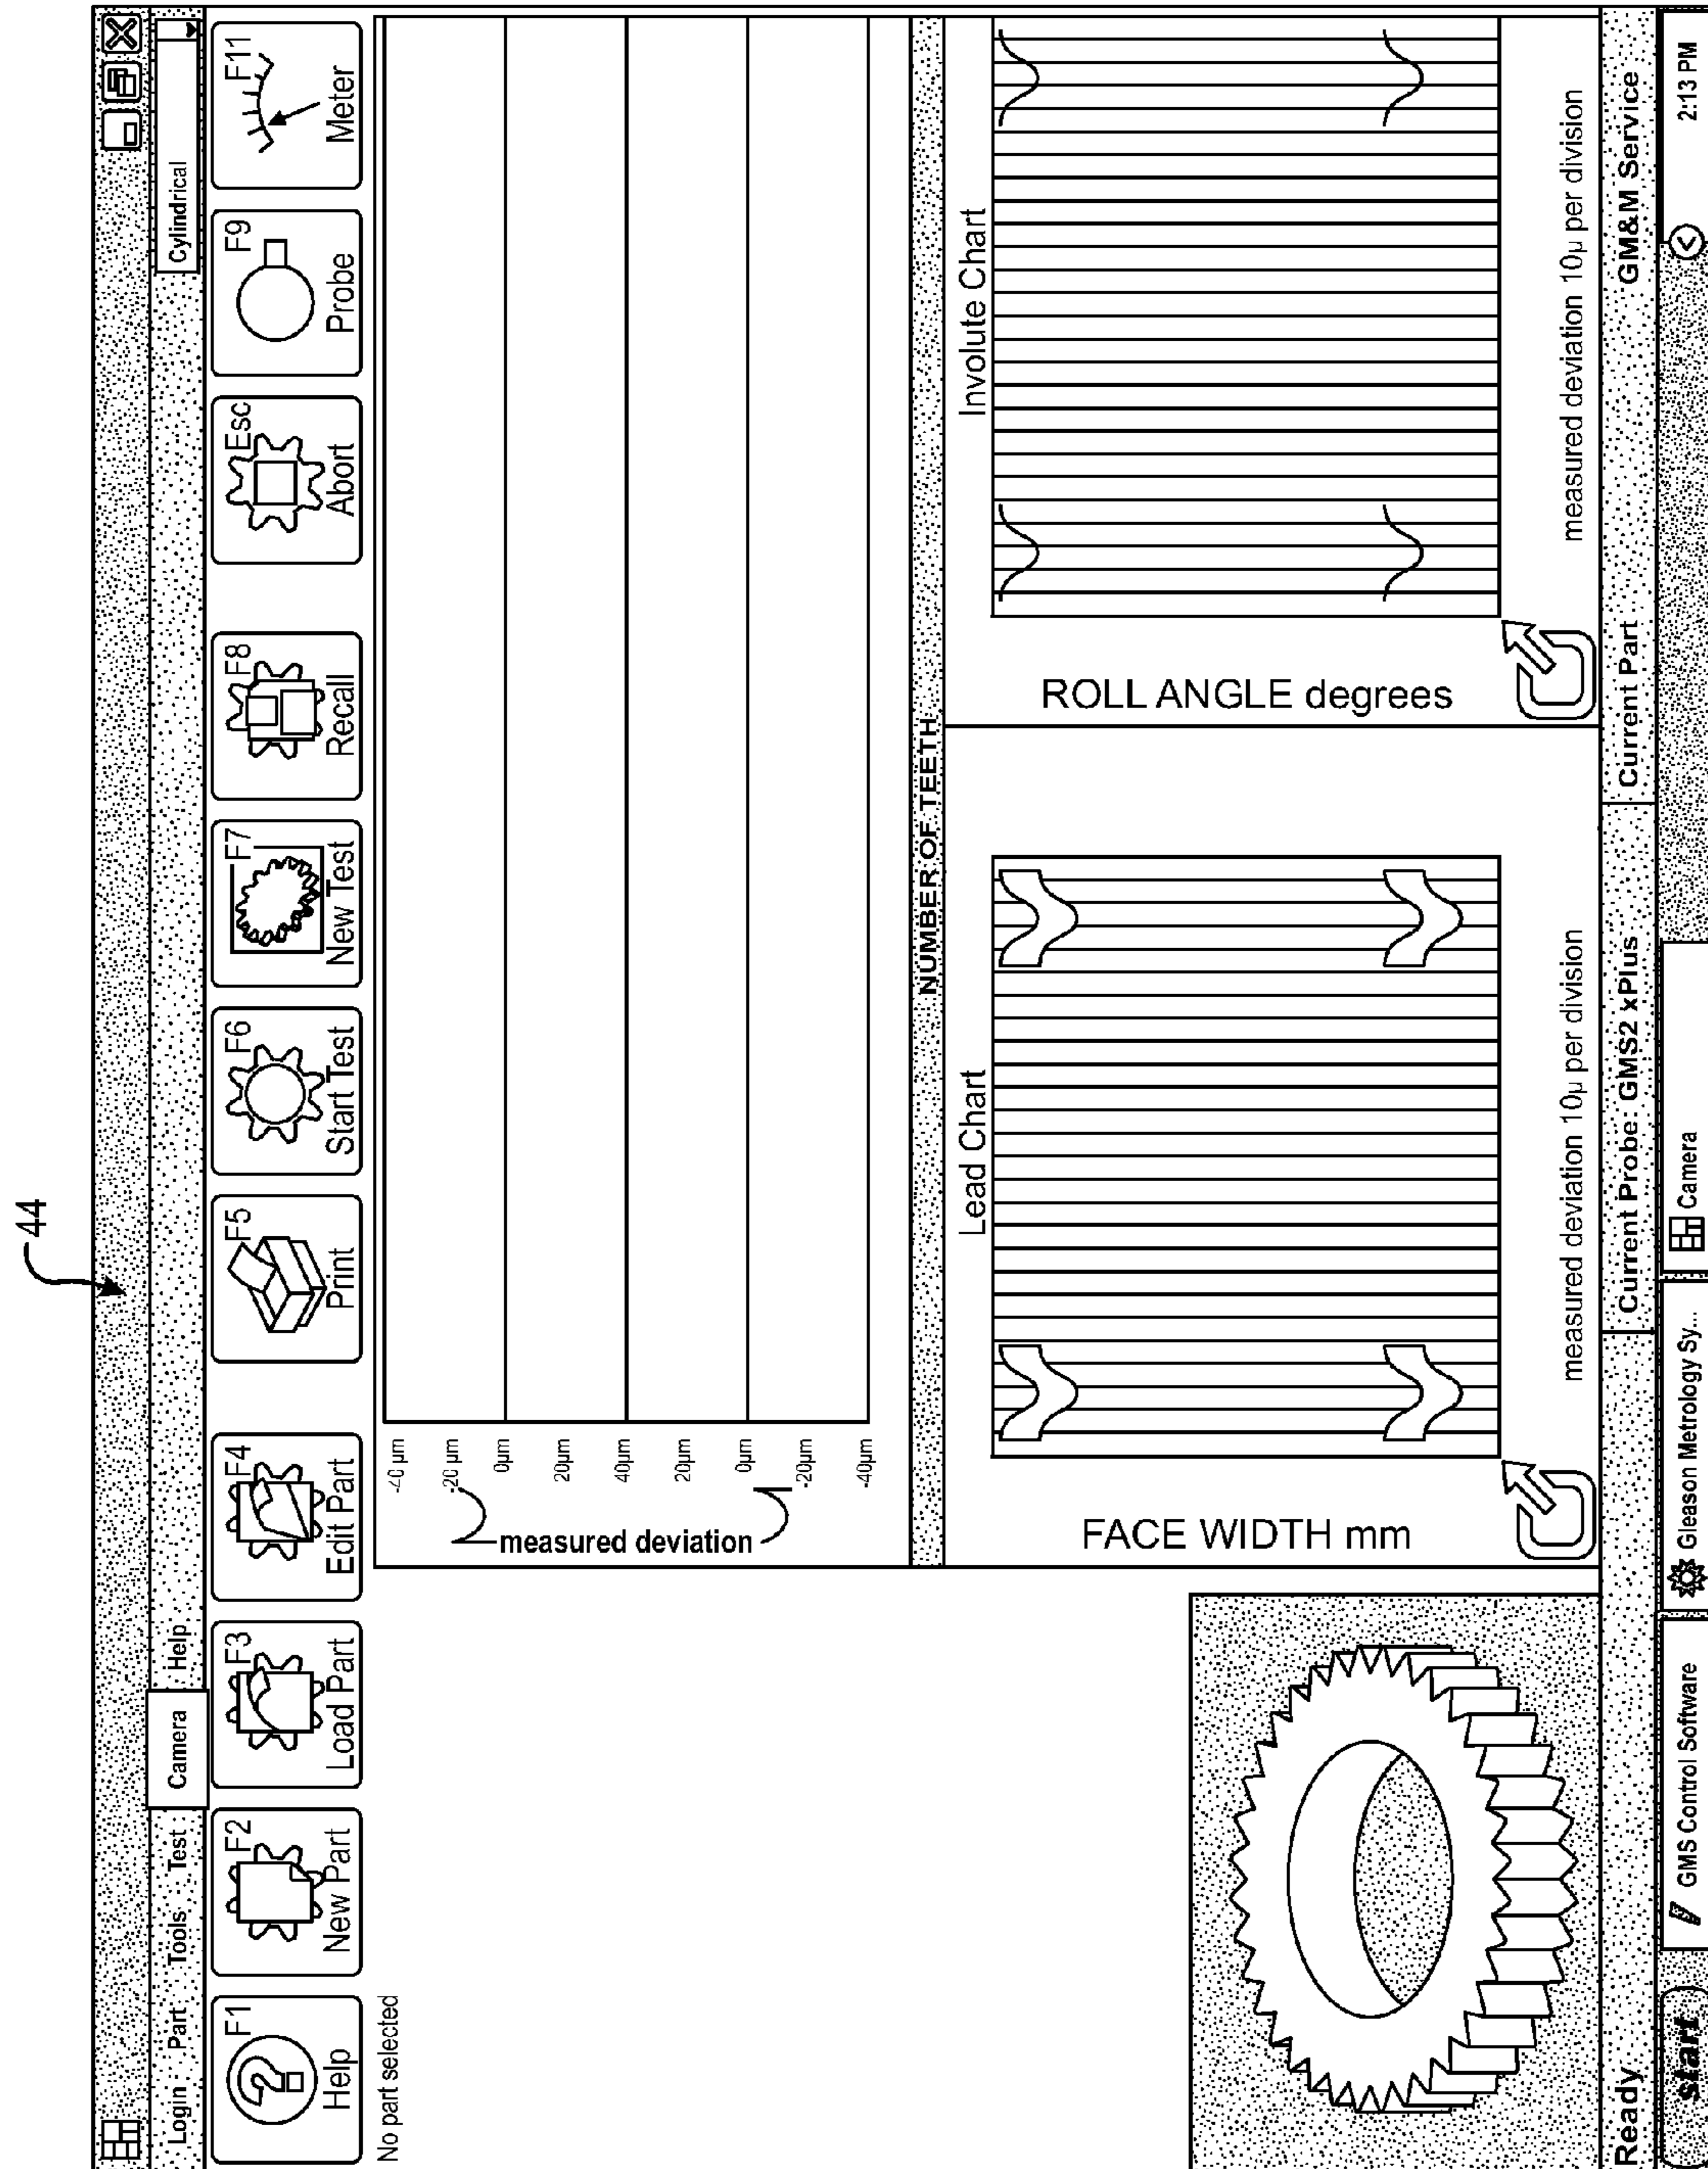 44
Login Part Tools Test Camera Help
Cylindrical
F1
Help
F2
New Part
F3
Load Part
F4
Edit Part
F5
Print
F6
Start Test
F7
New Test
F8
Recall
Esc
Abort
F9
Probe
F11
Meter
No part selected
-40 µm
-20 µm
0µm
20µm
40µm
20µm
0µm
-20µm
-40µm
measured deviation
NUMBER OF TEETH
Lead Chart
FACE WIDTH mm
measured deviation 10µ per division
Involute Chart
ROLL ANGLE degrees
measured deviation 10µ per division
Ready
Current Probe: GMS2 xPlus
Current Part
GM&M Service
start
GMS Control Software
Gleason Metrology Sy..
Camera
2:13 PM